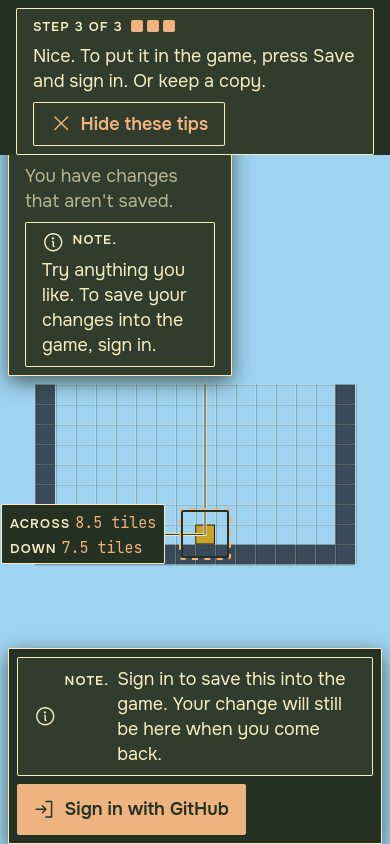 STEP 3 OF 3
Nice. To put it in the game, press Save
and sign in. Or keep a copy.
Hide these tips
You have changes
that aren't saved.
NOTE.
Try anything you
like. To save your
changes into the
game, sign in.
ACROSS 8.5 tiles
DOWN 7.5 tiles
NOTE. Sign in to save this into the
game. Your change will still
be here when you come
back.
Sign in with GitHub